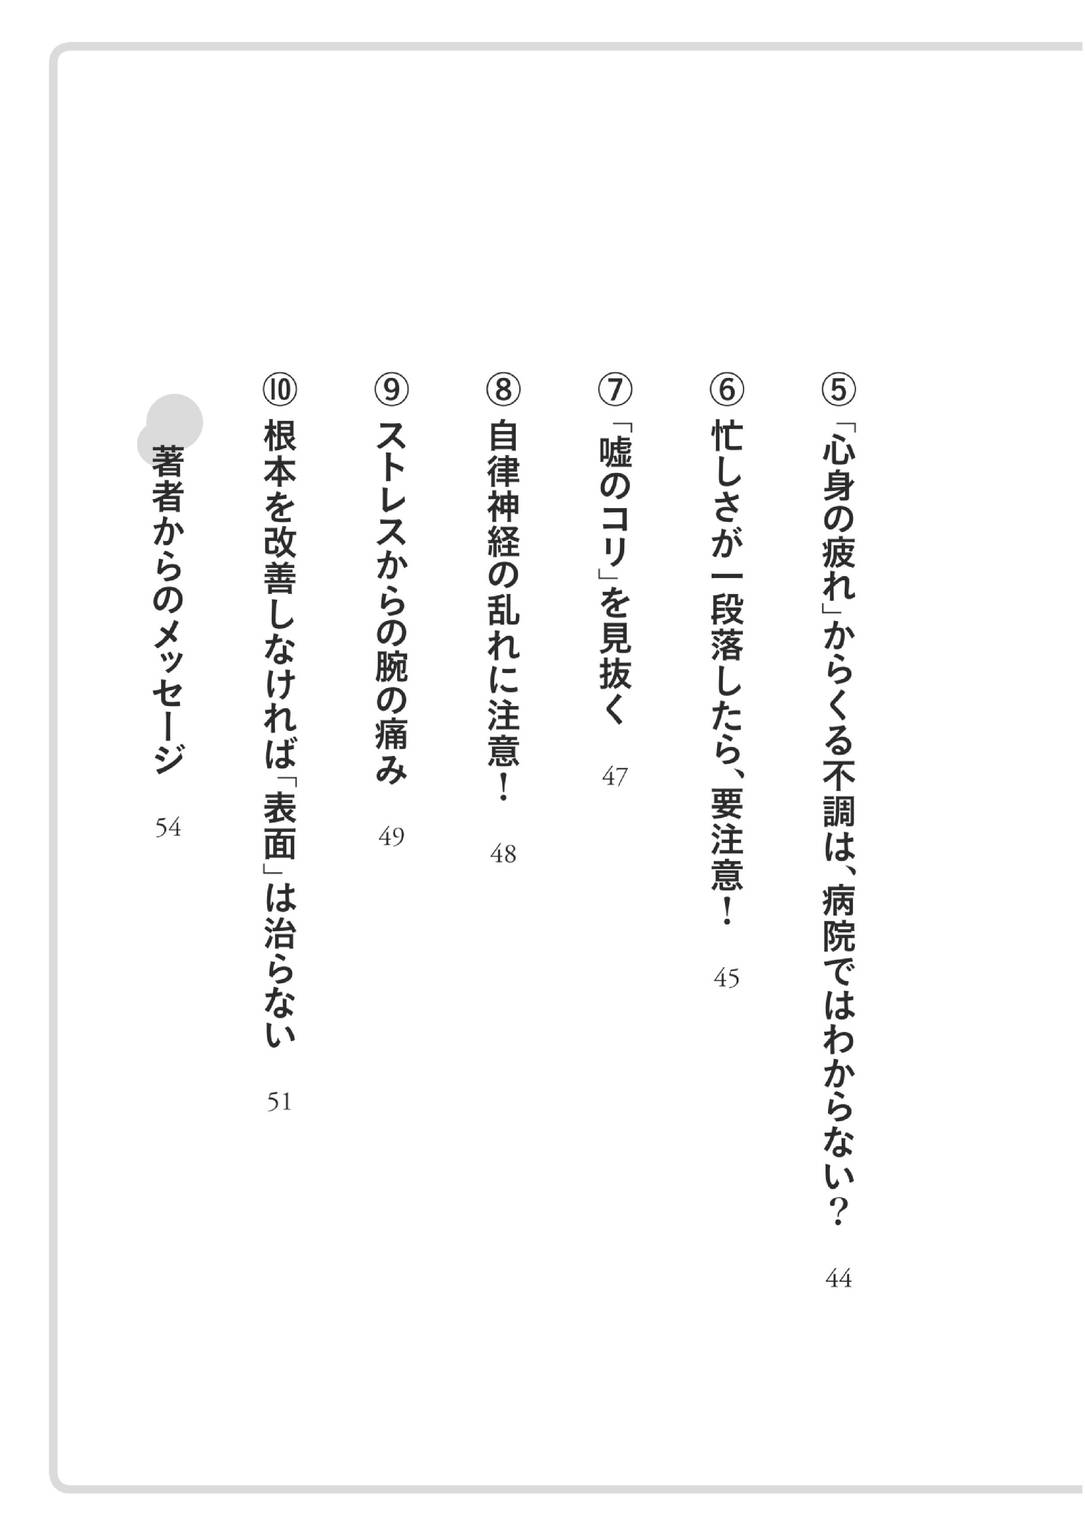 ⑤「心身の疲れ」からくる不調は、病院ではわからない？ 44
⑥ 忙しさが一段落したら、要注意！ 45
⑦「嘘のコリ」を見抜く 47
⑧ 自律神経の乱れに注意！ 48
⑨ ストレスからの腕の痛み 49
⑩ 根本を改善しなければ「表面」は治らない 51
著者からのメッセージ 54